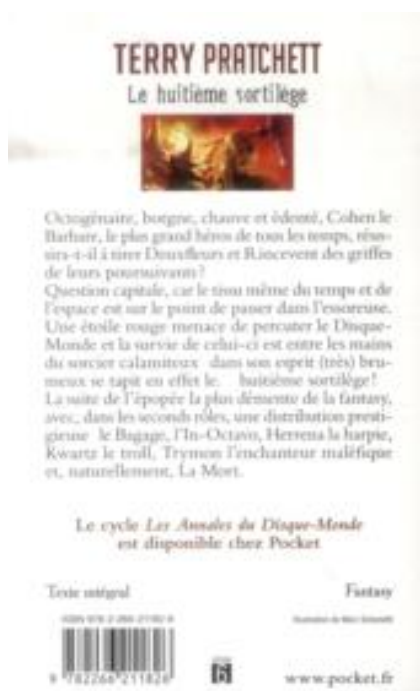 TERRY PRATCHETT
Le huitième sortilège
Octogénaire, borgne, chauve et édenté, Cohen le
Barbare, le plus grand héros de tous les temps, réus-
sira-t-il à tirer Deuxfleurs et Rincevent des griffes
de leurs poursuivants ?
Question capitale, car le tissu même du temps et de
l'espace est sur le point de passer dans l'essoreuse.
Une étoile rouge menace de percuter le Disque-
Monde et la survie de celui-ci est entre les mains
du sorcier calamiteux dans son esprit (très) bru-
meux se tapit en effet le huitième sortilège !
La suite de l'épopée la plus démente de la fantasy,
avec, dans les seconds rôles, une distribution presti-
gieuse le Bagage, l'In-Octavo, Herrena la harpie,
Kwartz le troll, Trymon l'enchanteur maléfique
et, naturellement, La Mort.
Le cycle Les Annales du Disque-Monde
est disponible chez Pocket
Texte intégral
Fantasy
9 782266 211826
www.pocket.fr